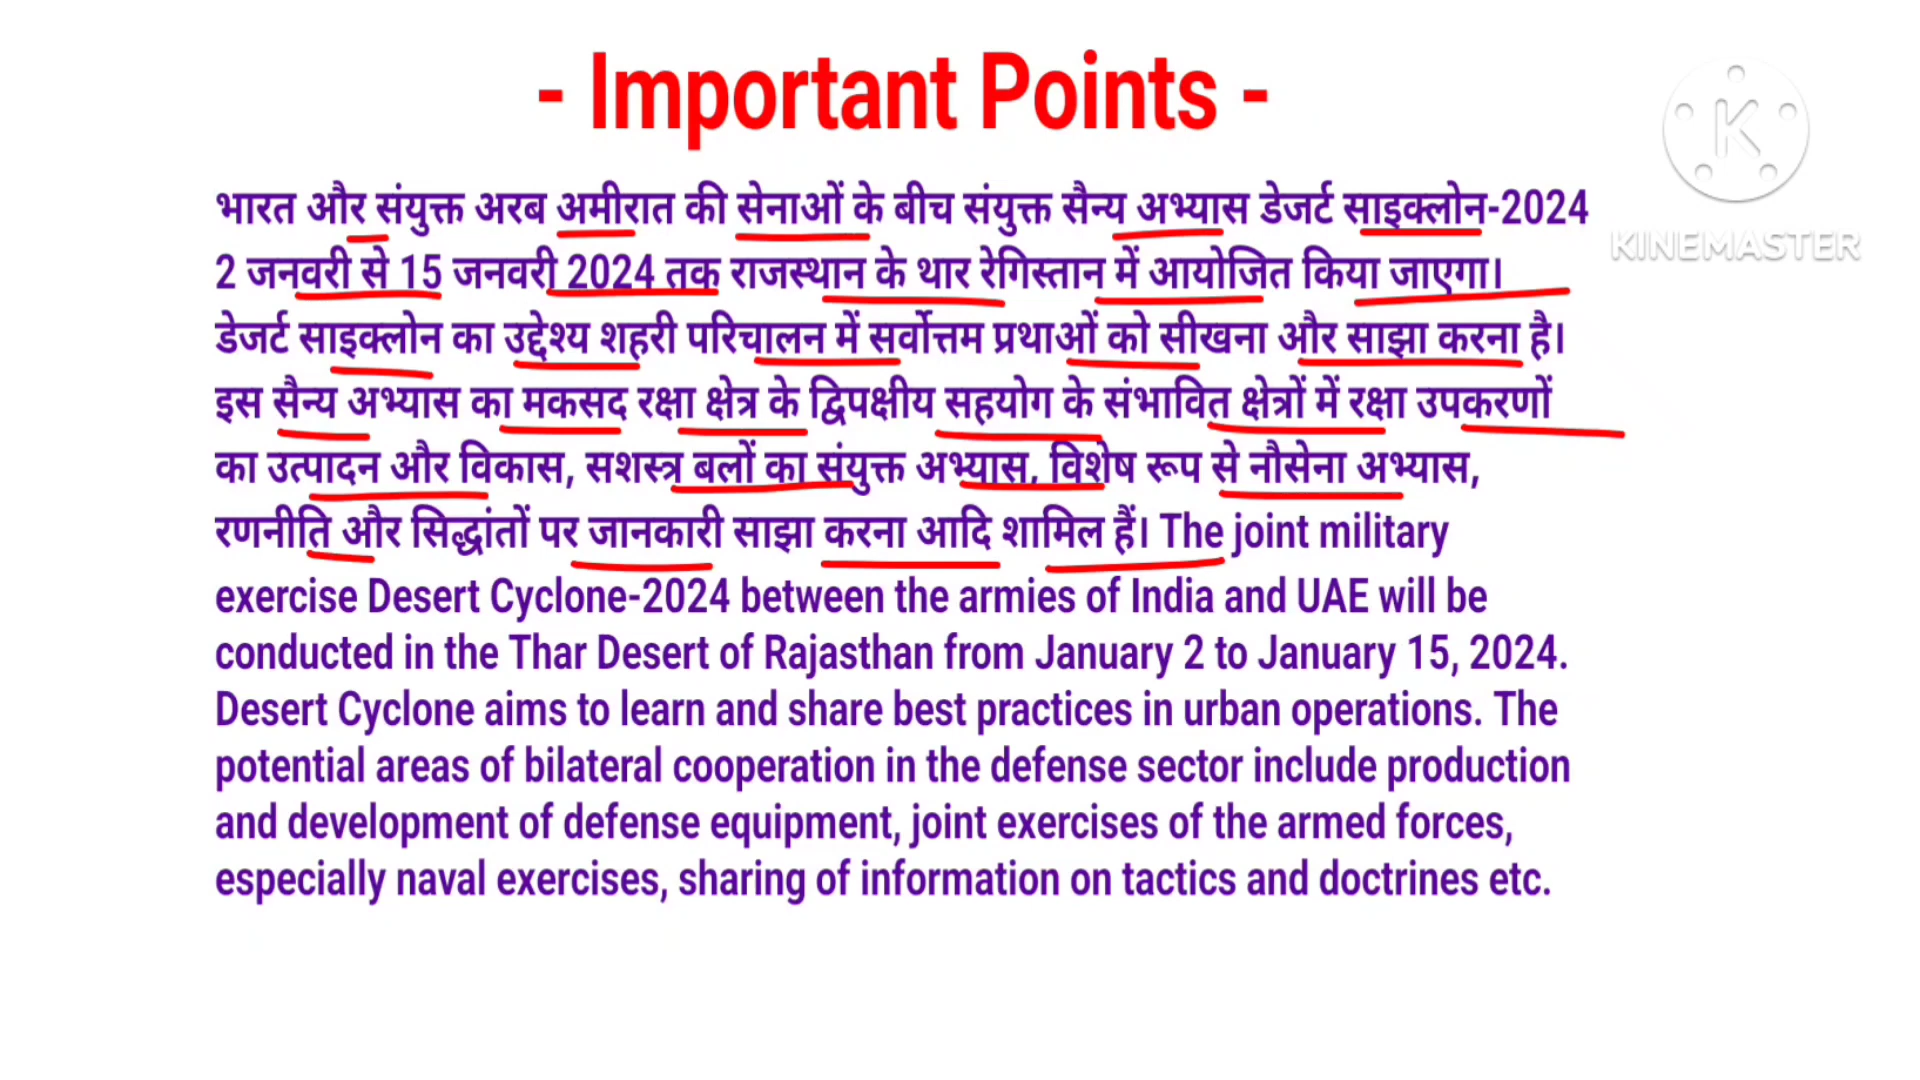 - Important Points -
भारत और संयुक्त अरब अमीरात की सेनाओं के बीच संयुक्त सैन्य अभ्यास डेजर्ट साइक्लोन-2024
2 जनवरी से 15 जनवरी 2024 तक राजस्थान के थार रेगिस्तान में आयोजित किया जाएगा।
डेजर्ट साइक्लोन का उद्देश्य शहरी परिचालन में सर्वोत्तम प्रथाओं को सीखना और साझा करना है।
इस सैन्य अभ्यास का मकसद रक्षा क्षेत्र के द्विपक्षीय सहयोग के संभावित क्षेत्रों में रक्षा उपकरणों
का उत्पादन और विकास, सशस्त्र बलों का संयुक्त अभ्यास, विशेष रूप से नौसेना अभ्यास,
रणनीति और सिद्धांतों पर जानकारी साझा करना आदि शामिल हैं। The joint military
exercise Desert Cyclone-2024 between the armies of India and UAE will be
conducted in the Thar Desert of Rajasthan from January 2 to January 15, 2024.
Desert Cyclone aims to learn and share best practices in urban operations. The
potential areas of bilateral cooperation in the defense sector include production
and development of defense equipment, joint exercises of the armed forces,
especially naval exercises, sharing of information on tactics and doctrines etc.
K
KINEMASTER